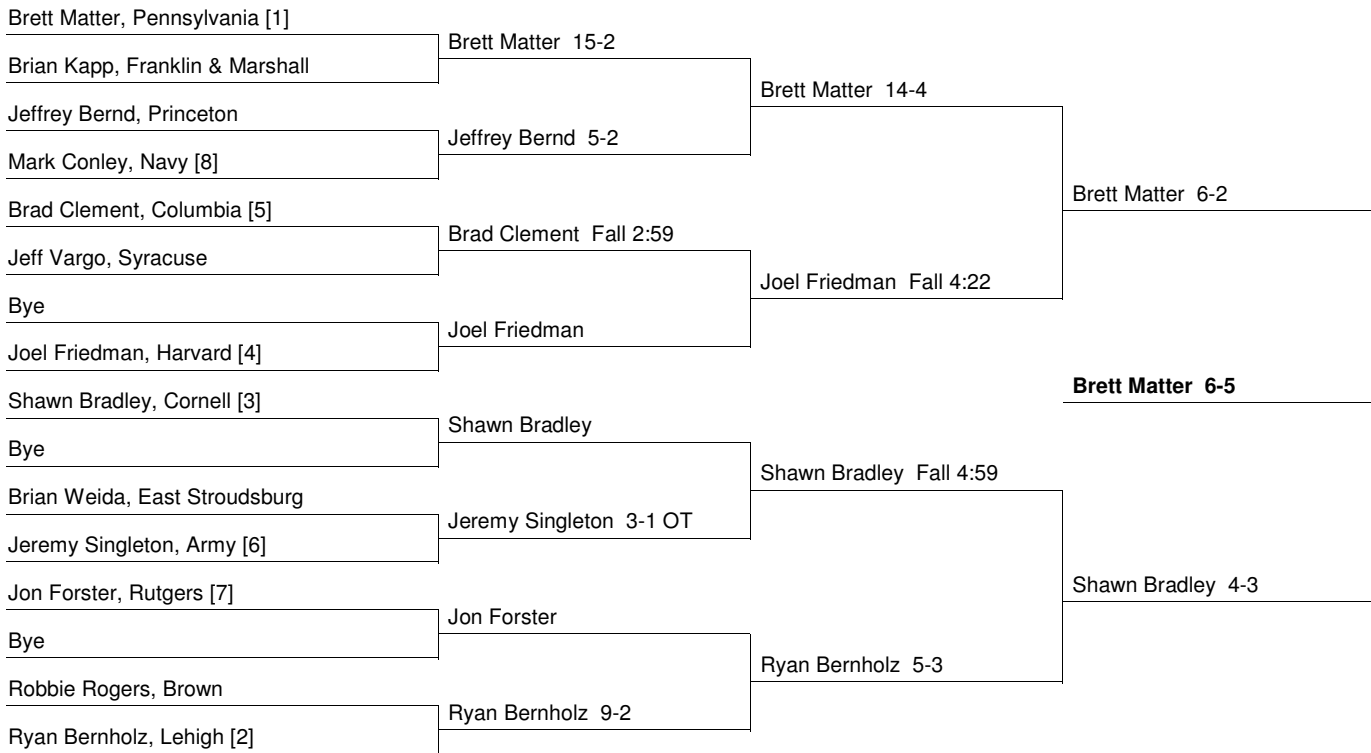 Brett Matter, Pennsylvania [1]
Brian Kapp, Franklin & Marshall
Jeffrey Bernd, Princeton
Mark Conley, Navy [8]
Brad Clement, Columbia [5]
Jeff Vargo, Syracuse
Bye
Joel Friedman, Harvard [4]
Shawn Bradley, Cornell [3]
Bye
Brian Weida, East Stroudsburg
Jeremy Singleton, Army [6]
Jon Forster, Rutgers [7]
Bye
Robbie Rogers, Brown
Ryan Bernholz, Lehigh [2]
Brett Matter 15-2
Jeffrey Bernd 5-2
Brad Clement Fall 2:59
Joel Friedman
Shawn Bradley
Jeremy Singleton 3-1 OT
Jon Forster
Ryan Bernholz 9-2
Brett Matter 14-4
Joel Friedman Fall 4:22
Shawn Bradley Fall 4:59
Ryan Bernholz 5-3
Brett Matter 6-2
Brett Matter 6-5
Shawn Bradley 4-3